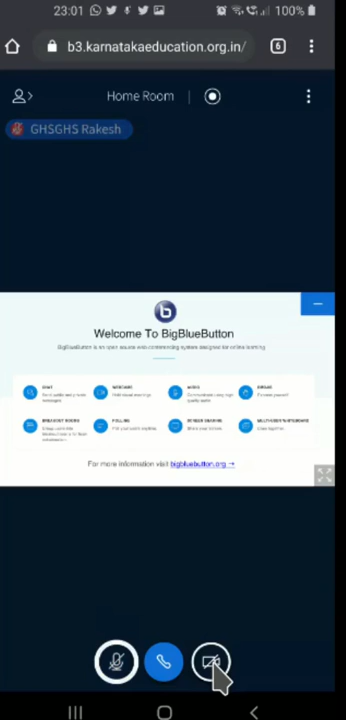 23:01
100%
b3.karnatakaeducation.org.in/
6
Home Room
GHSGHS Rakesh
b
Welcome To BigBlueButton
BigBlueButton is an open source web conferencing system designed for online learning
CHAT
WEBCAMS
AUDIO
EMOJIS
BREAKOUT ROOMS
POLLING
SCREEN SHARING
MULTI-USER WHITEBOARD
For more information visit bigbluebutton.org →